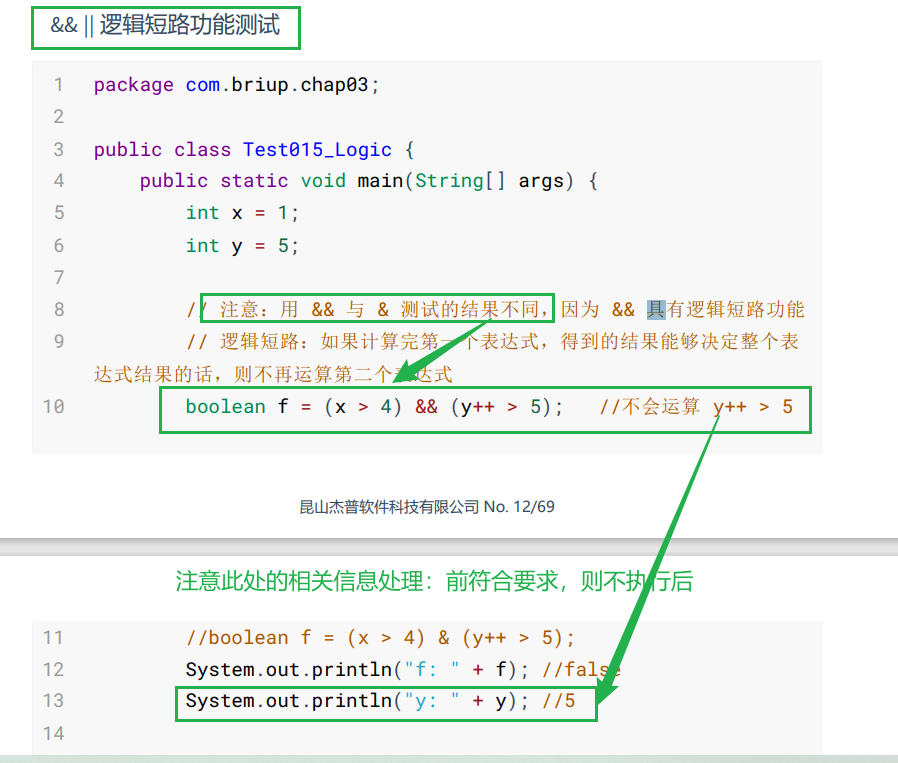 && || 逻辑短路功能测试
1 package com.briup.chap03;
2
3 public class Test015_Logic {
4 public static void main(String[] args) {
5 int x = 1;
6 int y = 5;
7
8 // 注意：用 && 与 & 测试的结果不同，因为 && 具有逻辑短路功能
9 // 逻辑短路：如果计算完第一个表达式，得到的结果能够决定整个表
达式结果的话，则不再运算第二个表达式
10 boolean f = (x > 4) && (y++ > 5); //不会运算 y++ > 5
昆山杰普软件科技有限公司 No. 12/69
注意此处的相关信息处理：前符合要求，则不执行后
11 //boolean f = (x > 4) & (y++ > 5);
12 System.out.println("f: " + f); //false
13 System.out.println("y: " + y); //5
14